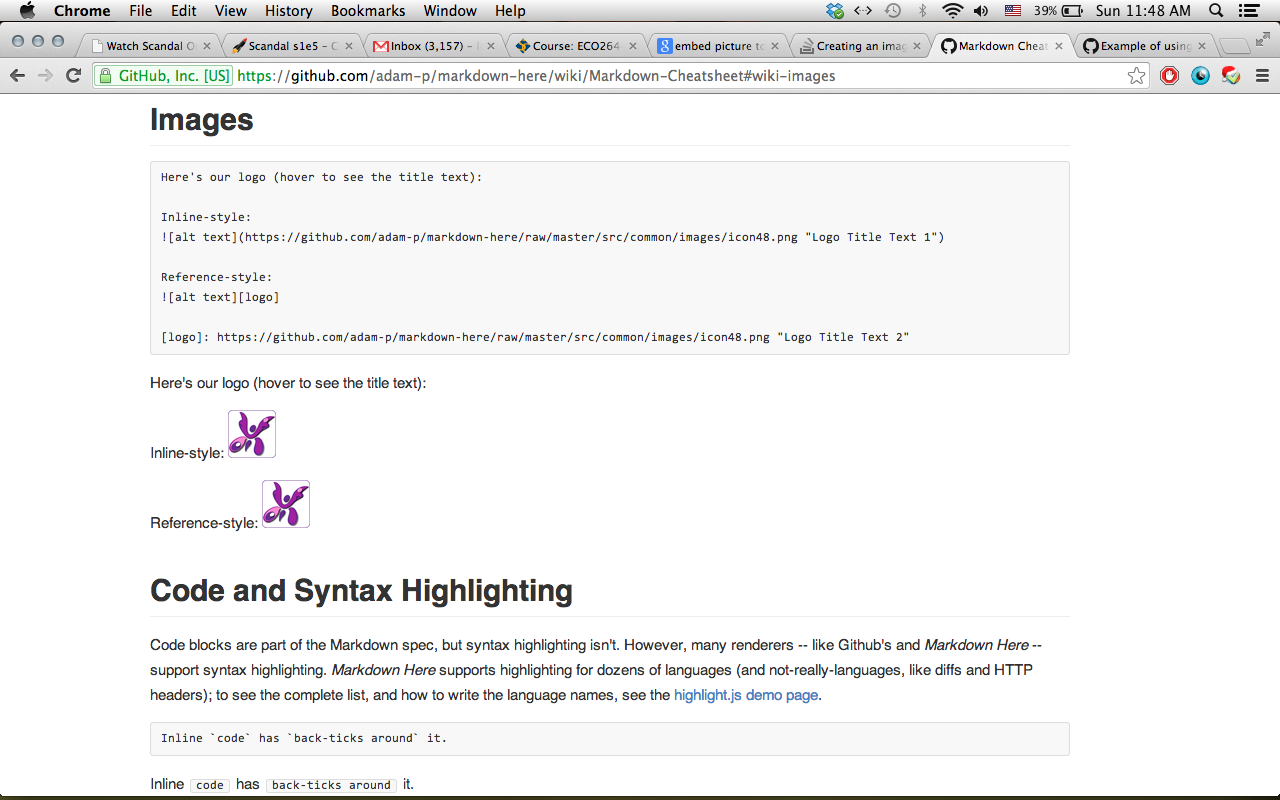 Chrome File Edit View History Bookmarks Window Help 39% Sun 11:48 AM
Watch Scandal O Scandal s1e5 – C Inbox (3,157) – Course: ECO264 embed picture to Creating an imag Markdown Cheat Example of using
GitHub, Inc. [US] https://github.com/adam-p/markdown-here/wiki/Markdown-Cheatsheet#wiki-images
Images
Here's our logo (hover to see the title text):
Inline-style:
![alt text](https://github.com/adam-p/markdown-here/raw/master/src/common/images/icon48.png "Logo Title Text 1")
Reference-style:
![alt text][logo]
[logo]: https://github.com/adam-p/markdown-here/raw/master/src/common/images/icon48.png "Logo Title Text 2"
Here's our logo (hover to see the title text):
Inline-style:
Reference-style:
Code and Syntax Highlighting
Code blocks are part of the Markdown spec, but syntax highlighting isn't. However, many renderers -- like Github's and Markdown Here --
support syntax highlighting. Markdown Here supports highlighting for dozens of languages (and not-really-languages, like diffs and HTTP
headers); to see the complete list, and how to write the language names, see the highlight.js demo page.
Inline `code` has `back-ticks around` it.
Inline code has back-ticks around it.